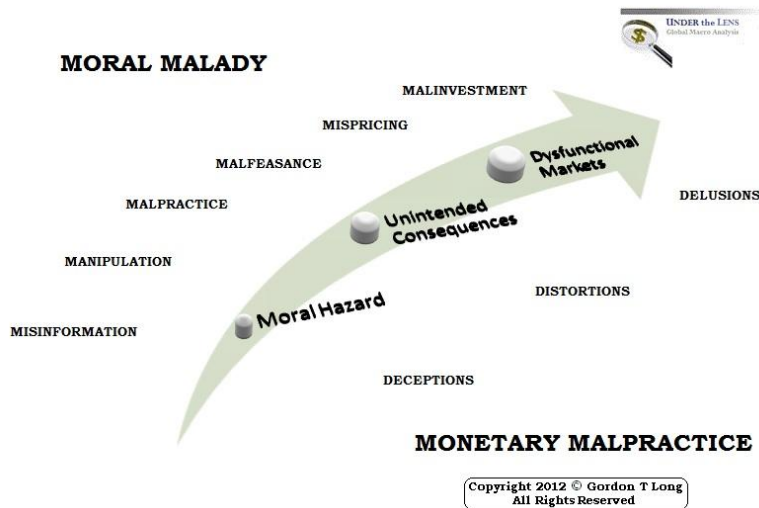 UNDER the LENS
Global Macro Analysis
MORAL MALADY
MALINVESTMENT
MISPRICING
MALFEASANCE
MALPRACTICE
MANIPULATION
MISINFORMATION
Dysfunctional
Markets
Unintended
Consequences
Moral Hazard
DELUSIONS
DISTORTIONS
DECEPTIONS
MONETARY MALPRACTICE
Copyright 2012 © Gordon T Long
All Rights Reserved